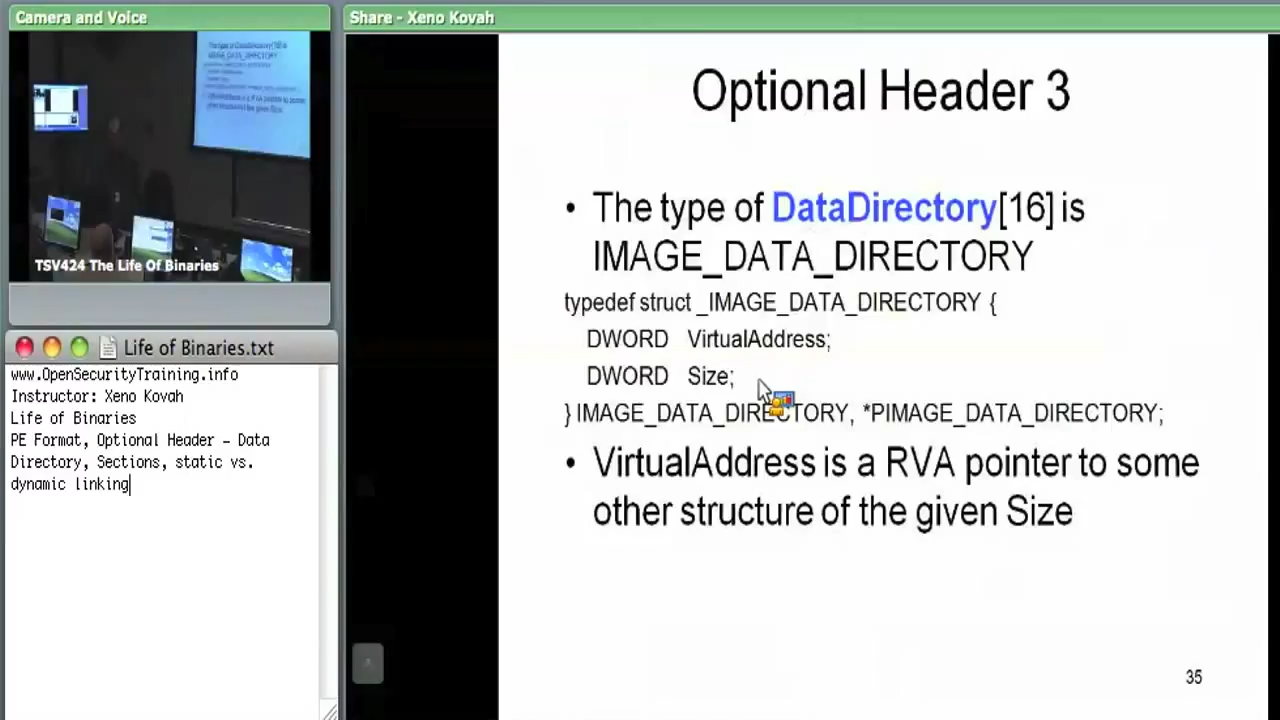 Camera and Voice
TSV424 The Life Of Binaries
Life of Binaries.txt
www.OpenSecurityTraining.info
Instructor: Xeno Kovah
Life of Binaries
PE Format, Optional Header – Data
Directory, Sections, static vs.
dynamic linking
Share - Xeno Kovah
Optional Header 3
• The type of DataDirectory[16] is
IMAGE_DATA_DIRECTORY
typedef struct _IMAGE_DATA_DIRECTORY {
DWORD VirtualAddress;
DWORD Size;
} IMAGE_DATA_DIRECTORY, *PIMAGE_DATA_DIRECTORY;
• VirtualAddress is a RVA pointer to some
other structure of the given Size
35